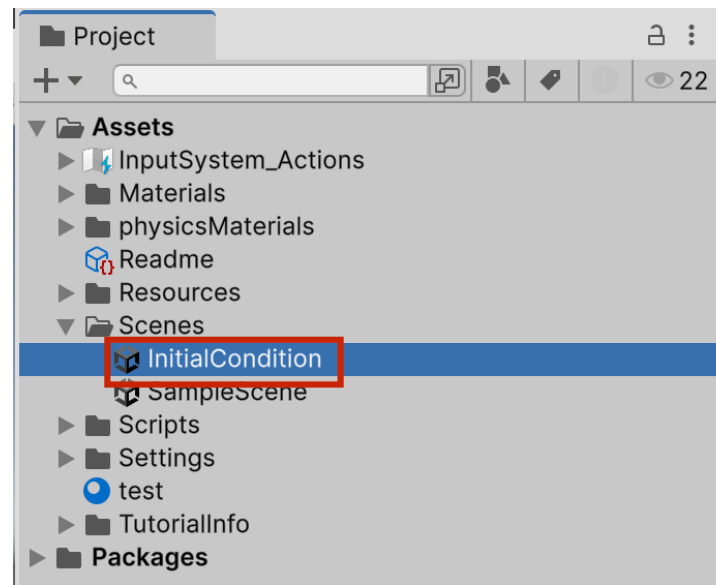 Project
22
Assets
InputSystem_Actions
Materials
physicsMaterials
Readme
Resources
Scenes
InitialCondition
SampleScene
Scripts
Settings
test
TutorialInfo
Packages